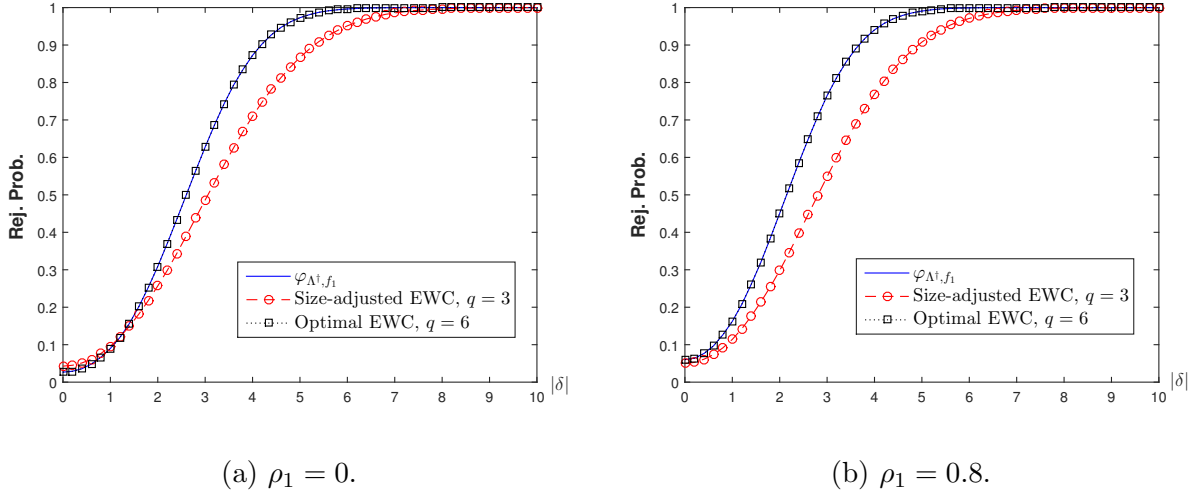 1
0.9
0.8
0.7
0.6
0.5
0.4
0.3
0.2
0.1
0
Rej. Prob.
φ_{Λ†,f₁}
Size-adjusted EWC, q = 3
Optimal EWC, q = 6
0 1 2 3 4 5 6 7 8 9 10
|δ|
(a) ρ₁ = 0.
1
0.9
0.8
0.7
0.6
0.5
0.4
0.3
0.2
0.1
0
Rej. Prob.
φ_{Λ†,f₁}
Size-adjusted EWC, q = 3
Optimal EWC, q = 6
0 1 2 3 4 5 6 7 8 9 10
|δ|
(b) ρ₁ = 0.8.